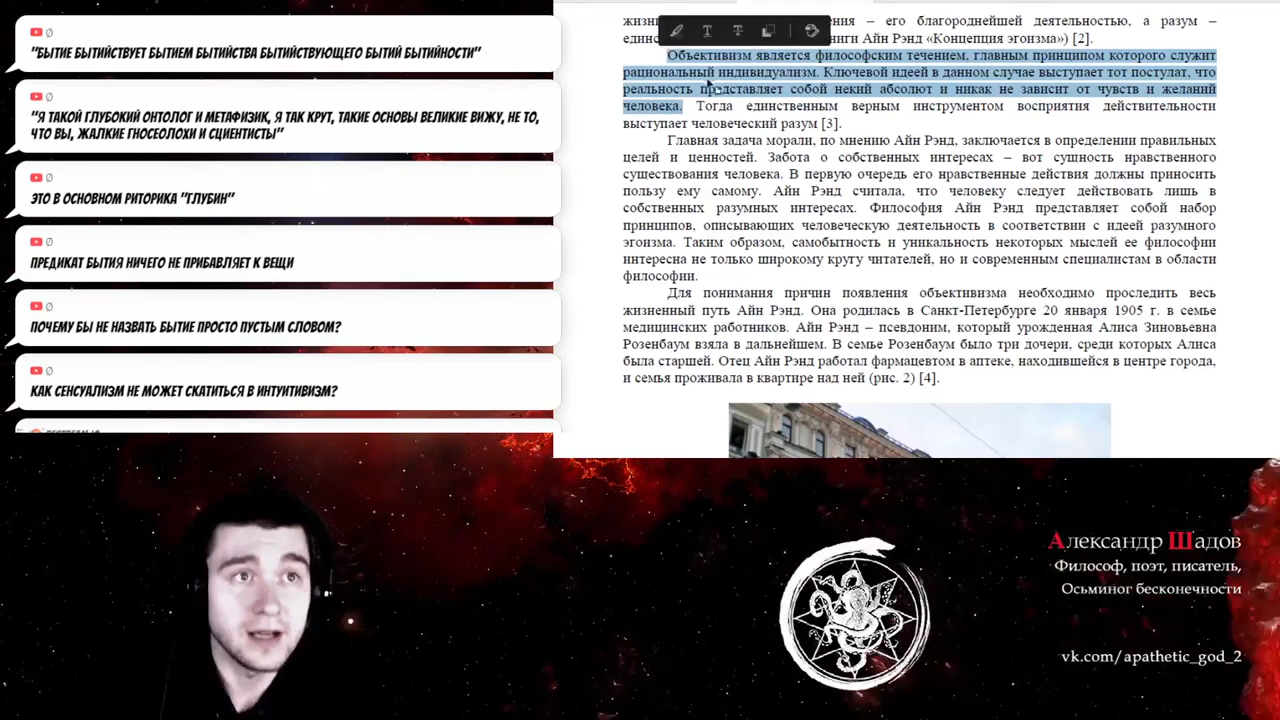 Ø
"БЫТИЕ БЫТИЙСТВУЕТ БЫТИЕМ БЫТИЙСТВА БЫТИЙСТВУЮЩЕГО БЫТИЙ БЫТИЙНОСТИ"
Ø
"Я ТАКОЙ ГЛУБОКИЙ ОНТОЛОГ И МЕТАФИЗИК, Я ТАК КРУТ, ТАКИЕ ОСНОВЫ ВЕЛИКИЕ ВИЖУ, НЕ ТО,
ЧТО ВЫ, ЖАЛКИЕ ГНОСЕОЛОХИ И СЦИЕНТИСТЫ"
Ø
ЭТО В ОСНОВНОМ РИТОРИКА "ГЛУБИН"
Ø
ПРЕДИКАТ БЫТИЯ НИЧЕГО НЕ ПРИБАВЛЯЕТ К ВЕЩИ
Ø
ПОЧЕМУ БЫ НЕ НАЗВАТЬ БЫТИЕ ПРОСТО ПУСТЫМ СЛОВОМ?
Ø
КАК СЕНСУАЛИЗМ НЕ МОЖЕТ СКАТИТЬСЯ В ИНТУИТИВИЗМ?
– его благороднейшей деятельностью, а разум –
Айн Рэнд «Концепция эгоизма») [2].
Объективизм является философским течением, главным принципом которого служит
рациональный индивидуализм. Ключевой идеей в данном случае выступает тот постулат, что
реальность представляет собой некий абсолют и никак не зависит от чувств и желаний
человека. Тогда единственным верным инструментом восприятия действительности
выступает человеческий разум [3].
Главная задача морали, по мнению Айн Рэнд, заключается в определении правильных
целей и ценностей. Забота о собственных интересах – вот сущность нравственного
существования человека. В первую очередь его нравственные действия должны приносить
пользу ему самому. Айн Рэнд считала, что человеку следует действовать лишь в
собственных разумных интересах. Философия Айн Рэнд представляет собой набор
принципов, описывающих человеческую деятельность в соответствии с идеей разумного
эгоизма. Таким образом, самобытность и уникальность некоторых мыслей ее философии
интересна не только широкому кругу читателей, но и современным специалистам в области
философии.
Для понимания причин появления объективизма необходимо проследить весь
жизненный путь Айн Рэнд. Она родилась в Санкт-Петербурге 20 января 1905 г. в семье
медицинских работников. Айн Рэнд – псевдоним, который урожденная Алиса Зиновьевна
Розенбаум взяла в дальнейшем. В семье Розенбаум было три дочери, среди которых Алиса
была старшей. Отец Айн Рэнд работал фармацевтом в аптеке, находившейся в центре города,
и семья проживала в квартире над ней (рис. 2) [4].
Александр Шадов
Философ, поэт, писатель,
Осьминог бесконечности
vk.com/apathetic_god_2